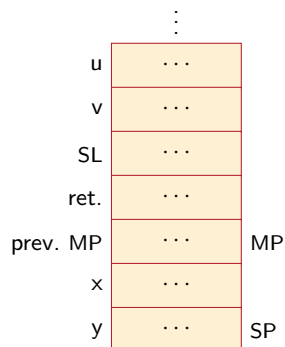 ⋮
u ···
v ···
SL ···
ret. ···
prev. MP ··· MP
x ···
y ··· SP